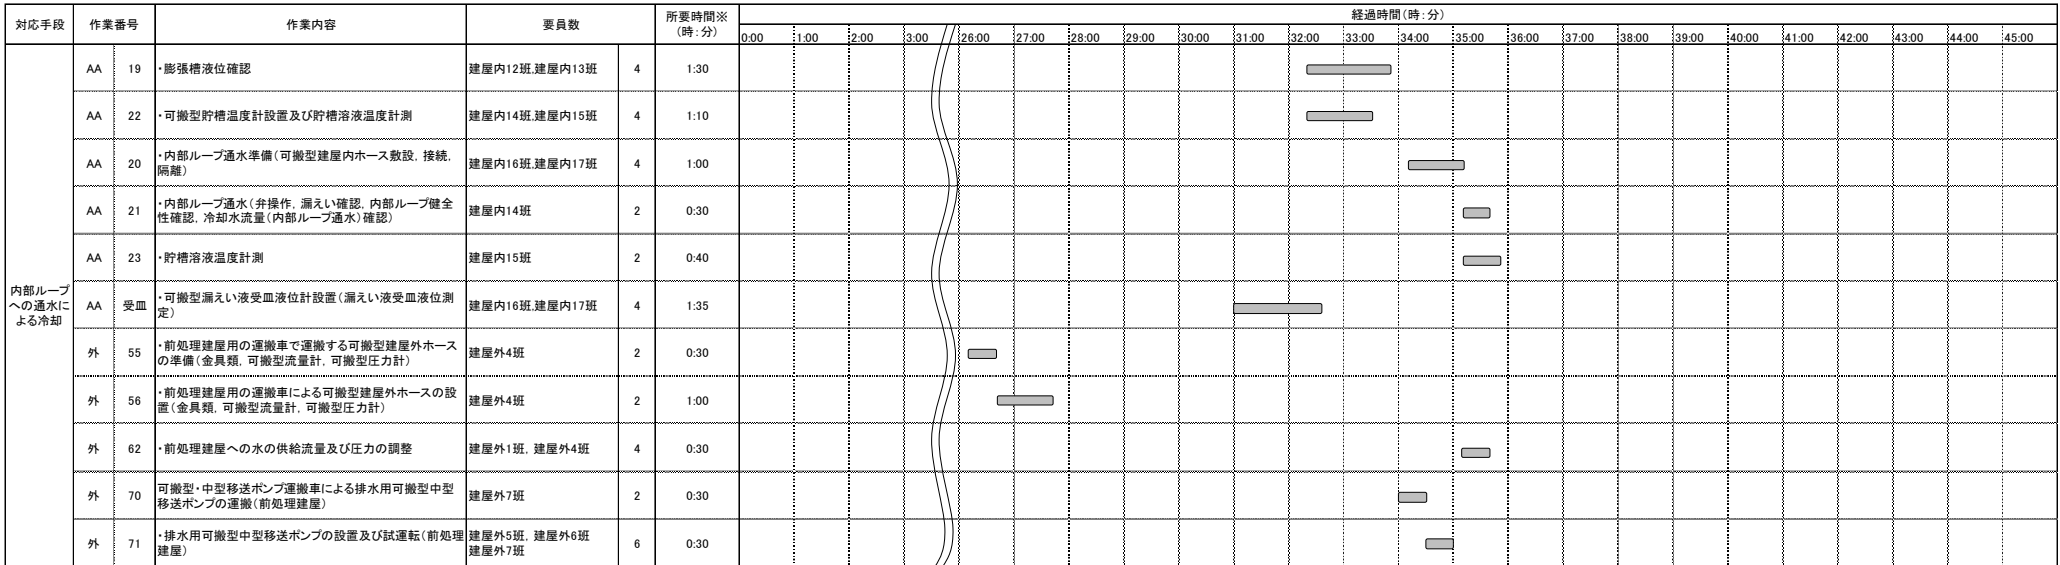 対応手段 作業番号 作業内容 要員数 所要時間※ 経過時間(時:分)
(時:分)
0:00 1:00 2:00 3:00 26:00 27:00 28:00 29:00 30:00 31:00 32:00 33:00 34:00 35:00 36:00 37:00 38:00 39:00 40:00 41:00 42:00 43:00 44:00 45:00
内部ループ
への通水に
よる冷却
AA 19 ・膨張槽液位確認 建屋内12班,建屋内13班 4 1:30
AA 22 ・可搬型貯槽温度計設置及び貯槽溶液温度計測 建屋内14班,建屋内15班 4 1:10
AA 20 ・内部ループ通水準備(可搬型建屋内ホース敷設, 接続, 建屋内16班,建屋内17班 4 1:00
隔離)
AA 21 ・内部ループ通水(弁操作, 漏えい確認, 内部ループ健全 建屋内14班 2 0:30
性確認, 冷却水流量(内部ループ通水)確認)
AA 23 ・貯槽溶液温度計測 建屋内15班 2 0:40
AA 受皿 ・可搬型漏えい液受皿液位計設置(漏えい液受皿液位測 建屋内16班,建屋内17班 4 1:35
定)
外 55 ・前処理建屋用の運搬車で運搬する可搬型建屋外ホース 建屋外4班 2 0:30
の準備(金具類, 可搬型流量計, 可搬型圧力計)
外 56 ・前処理建屋用の運搬車による可搬型建屋外ホースの設 建屋外4班 2 1:00
置(金具類, 可搬型流量計, 可搬型圧力計)
外 62 ・前処理建屋への水の供給流量及び圧力の調整 建屋外1班, 建屋外4班 4 0:30
外 70 可搬型・中型移送ポンプ運搬車による排水用可搬型中型 建屋外7班 2 0:30
移送ポンプの運搬(前処理建屋)
外 71 ・排水用可搬型中型移送ポンプの設置及び試運転(前処理 建屋外5班, 建屋外6班 6 0:30
建屋) 建屋外7班